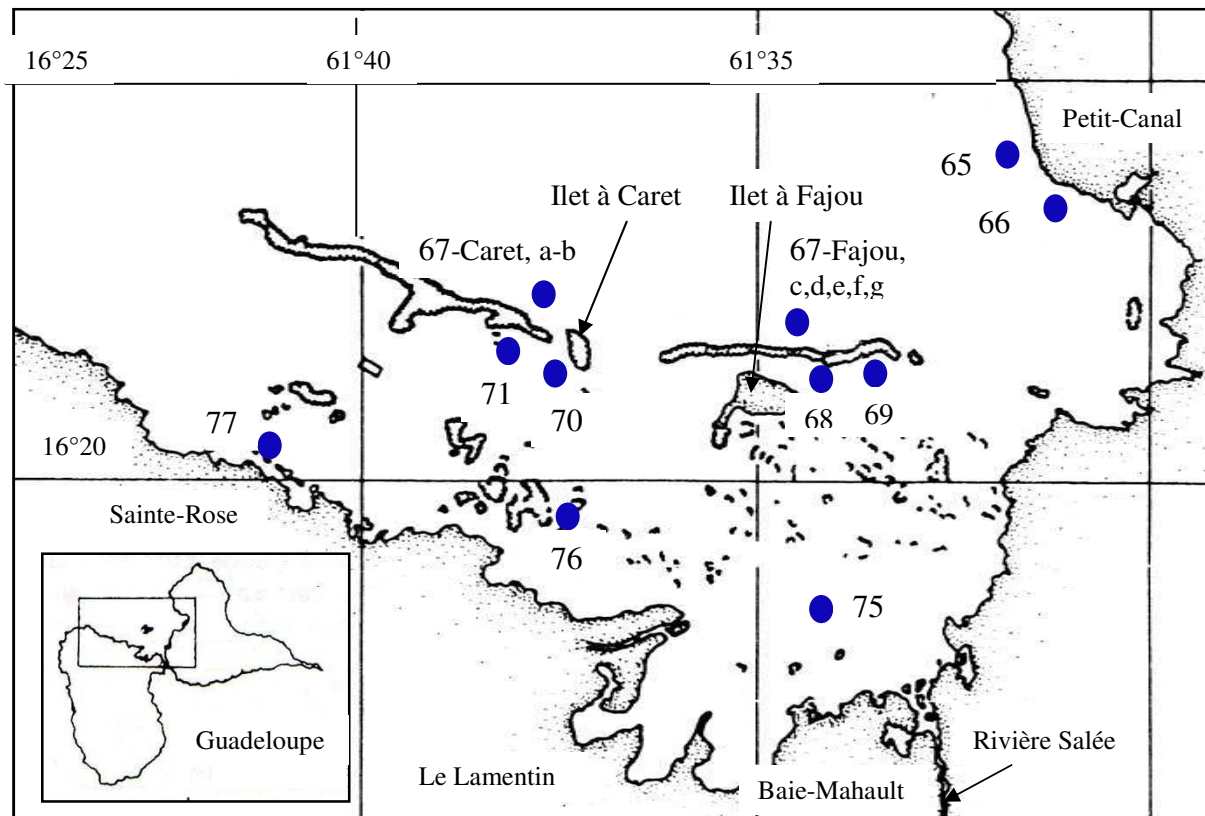 16°25
61°40
61°35
Petit-Canal
65
Ilet à Caret
Ilet à Fajou
66
67-Caret, a-b
67-Fajou,
c,d,e,f,g
71
70
68
69
77
16°20
Sainte-Rose
76
75
Guadeloupe
Le Lamentin
Baie-Mahault
Rivière Salée